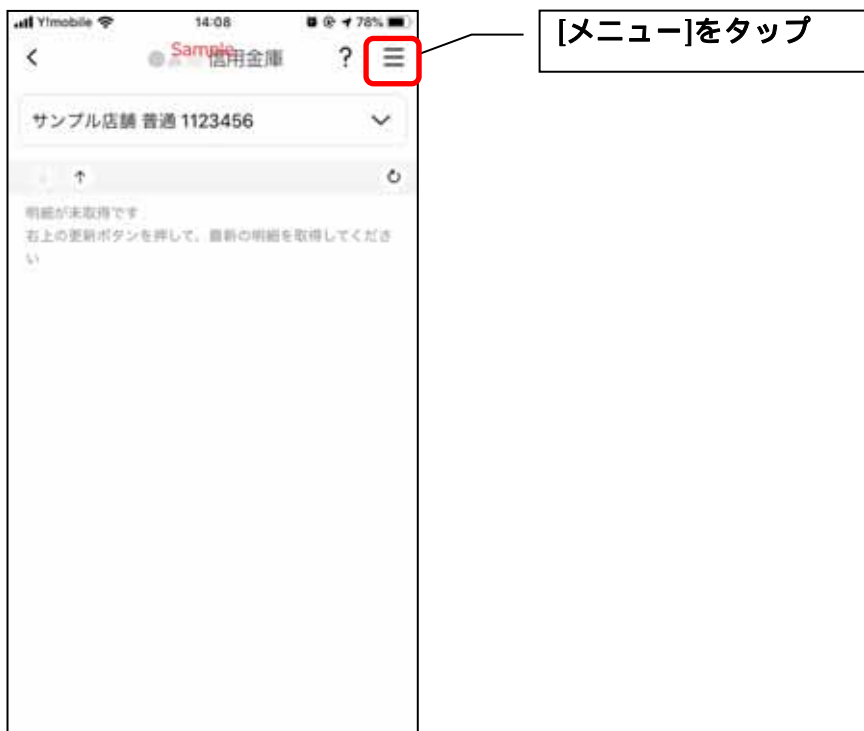 Y!mobile 14:08 78%
Sample 信用金庫 ?
[メニュー]をタップ
サンプル店舗 普通 1123456
明細が未取得です
右上の更新ボタンを押して、最新の明細を取得してくださ
い